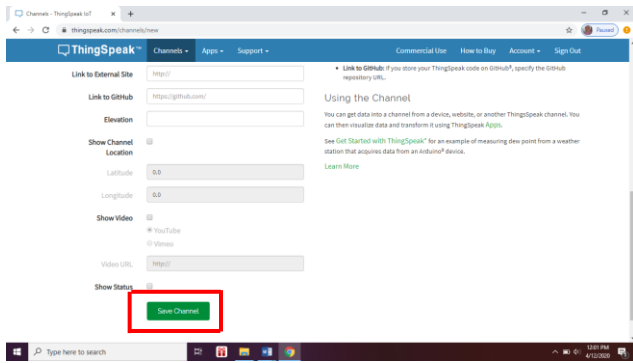 Channels - ThingSpeak IoT
thingspeak.com/channels/new
Paused
ThingSpeak™
Channels
Apps
Support
Commercial Use
How to Buy
Account
Sign Out
Link to External Site
http://
Link to GitHub
https://github.com/
Elevation
Show Channel
Location
Latitude
0.0
Longitude
0.0
Show Video
YouTube
Vimeo
Video URL
http://
Show Status
Save Channel
Link to GitHub: If you store your ThingSpeak code on GitHub®, specify the GitHub
repository URL.
Using the Channel
You can get data into a channel from a device, website, or another ThingsSpeak channel. You
can then visualize data and transform it using ThingSpeak Apps.
See Get Started with ThingSpeak™ for an example of measuring dew point from a weather
station that acquires data from an Arduino® device.
Learn More
Type here to search
12:01 PM
4/12/2020